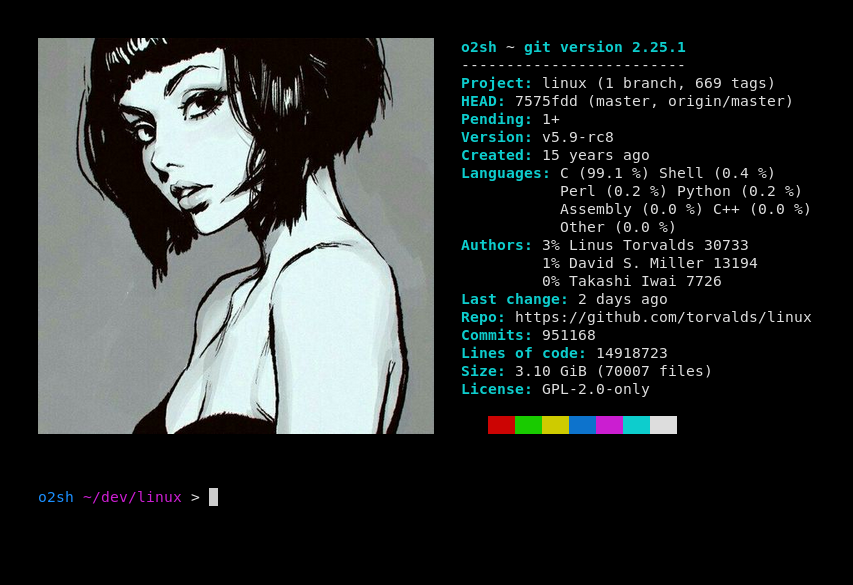 o2sh ~ git version 2.25.1
-------------------------
Project: linux (1 branch, 669 tags)
HEAD: 7575fdd (master, origin/master)
Pending: 1+
Version: v5.9-rc8
Created: 15 years ago
Languages: C (99.1 %) Shell (0.4 %)
Perl (0.2 %) Python (0.2 %)
Assembly (0.0 %) C++ (0.0 %)
Other (0.0 %)
Authors: 3% Linus Torvalds 30733
1% David S. Miller 13194
0% Takashi Iwai 7726
Last change: 2 days ago
Repo: https://github.com/torvalds/linux
Commits: 951168
Lines of code: 14918723
Size: 3.10 GiB (70007 files)
License: GPL-2.0-only
o2sh ~/dev/linux >